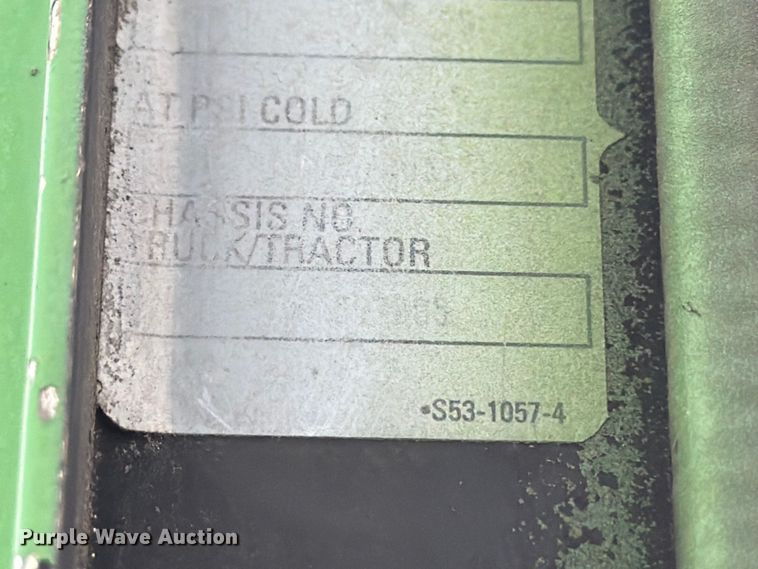 AT PSI COLD
CHASSIS NO.
TRUCK/TRACTOR
•S53-1057-4
Purple Wave Auction®